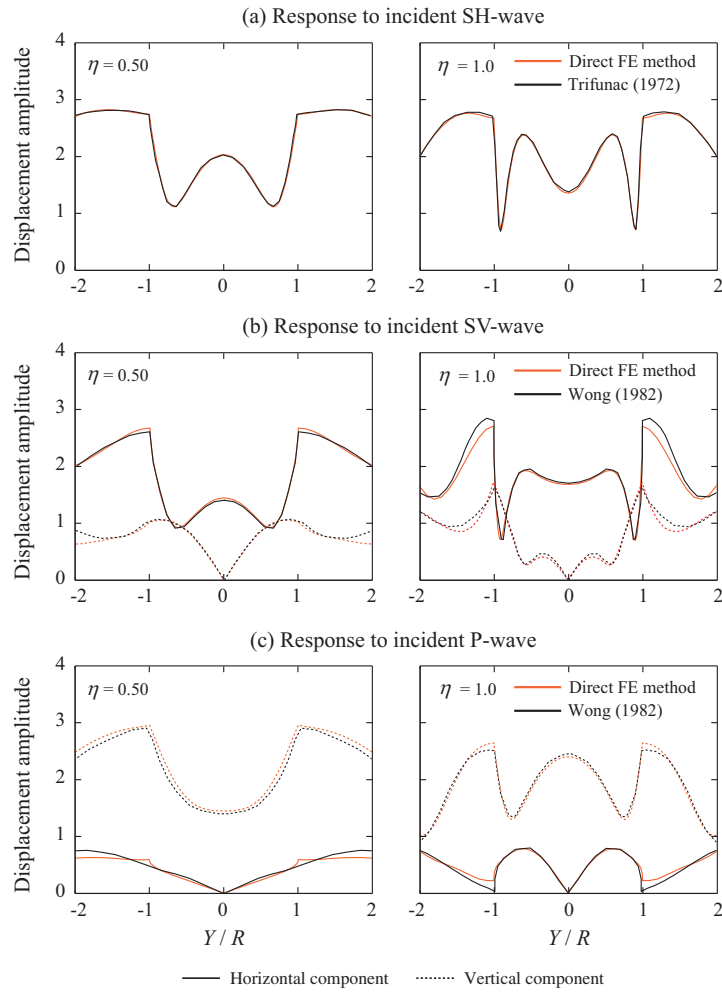 (a) Response to incident SH-wave
Displacement amplitude
4
3
2
1
0
η = 0.50
-2 -1 0 1 2
η = 1.0
Direct FE method
Trifunac (1972)
-2 -1 0 1 2
(b) Response to incident SV-wave
Displacement amplitude
4
3
2
1
0
η = 0.50
-2 -1 0 1 2
η = 1.0
Direct FE method
Wong (1982)
-2 -1 0 1 2
(c) Response to incident P-wave
Displacement amplitude
4
3
2
1
0
η = 0.50
-2 -1 0 1 2
Y / R
η = 1.0
Direct FE method
Wong (1982)
-2 -1 0 1 2
Y / R
Horizontal component
Vertical component